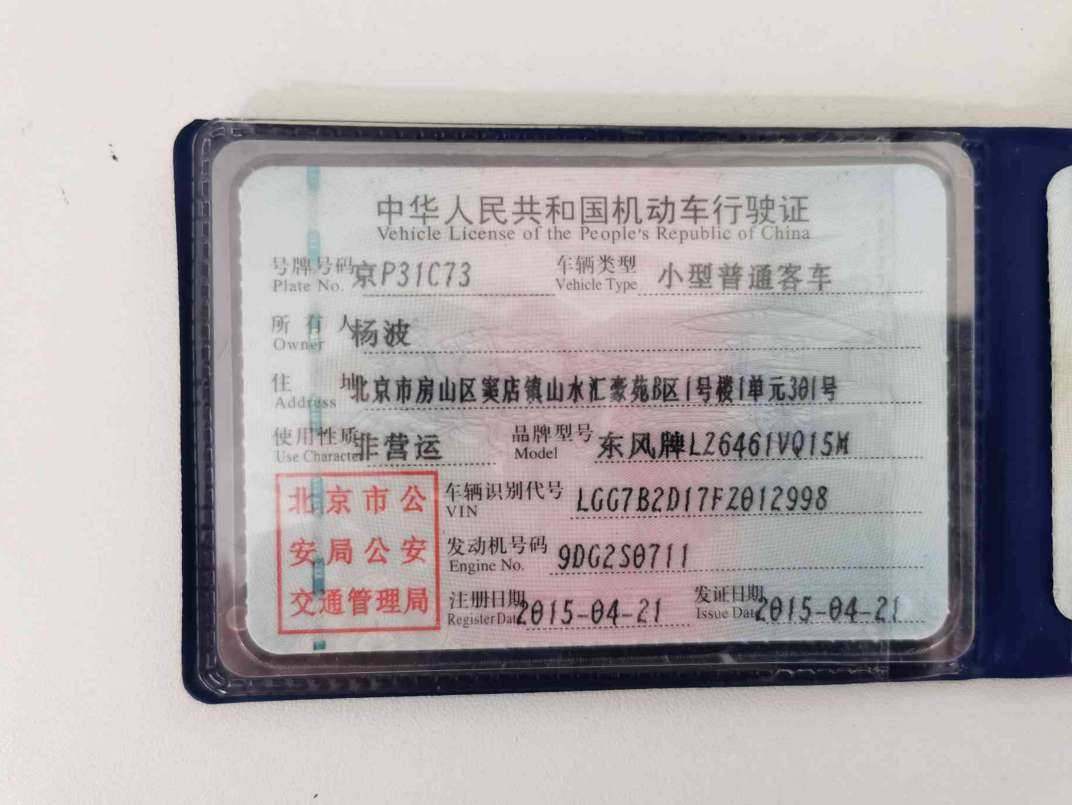 中华人民共和国机动车行驶证
Vehicle License of the People's Republic of China
号牌号码 京P31C73 车辆类型 小型普通客车
Plate No. Vehicle Type
所有人 杨波
Owner
住址 北京市房山区窦店镇山水汇豪苑B区1号楼1单元301号
Address
使用性质 非营运 品牌型号 东风牌LZ6461VQ15M
Use Character Model
北京市公安局公安交通管理局
车辆识别代号 LGG7B2D17FZ012998
VIN
发动机号码 9DG2S0711
Engine No.
注册日期 2015-04-21 发证日期 2015-04-21
Register Date Issue Date